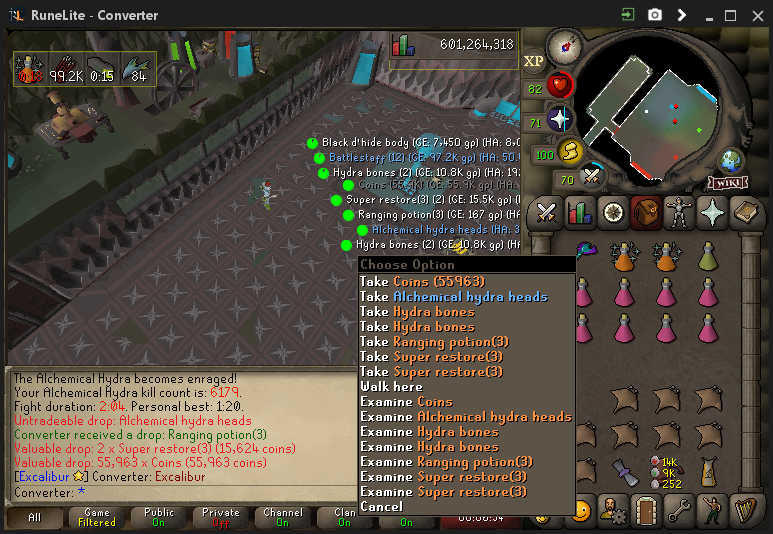 RuneLite - Converter
99.2K
0:15
84
601,264,318
XP
82
71
100
70
WIKI
Black d'hide body (GE: 7,450 gp) (HA: 8,0
Battlestaff (12) (GE: 97.2K gp) (HA: 50.
Hydra bones (2) (GE: 10.8K gp) (HA: 192
Coins (55.9K) (GE: 55.9K gp)
Super restore(3) (2) (GE: 15.5K gp)
Ranging potion(3) (GE: 167 gp) (HA:
Alchemical hydra heads (HA: 3
Hydra bones (2) (GE: 10.8K gp)
Choose Option
Take Coins (55963)
Take Alchemical hydra heads
Take Hydra bones
Take Hydra bones
Take Ranging potion(3)
Take Super restore(3)
Take Super restore(3)
Walk here
Examine Coins
Examine Alchemical hydra heads
Examine Hydra bones
Examine Hydra bones
Examine Ranging potion(3)
Examine Super restore(3)
Examine Super restore(3)
Cancel
The Alchemical Hydra becomes enraged!
Your Alchemical Hydra kill count is: 6179.
Fight duration: 2:04. Personal best: 1:20.
Untradeable drop: Alchemical hydra heads
Converter received a drop: Ranging potion(3)
Valuable drop: 2 x Super restore(3) (15,624 coins)
Valuable drop: 55,963 x Coins (55,963 coins)
[Excalibur] Converter: Excalibur
Converter: *
14K
9K
252
All
Game
Filtered
Public
On
Private
Off
Channel
On
Clan
On
On